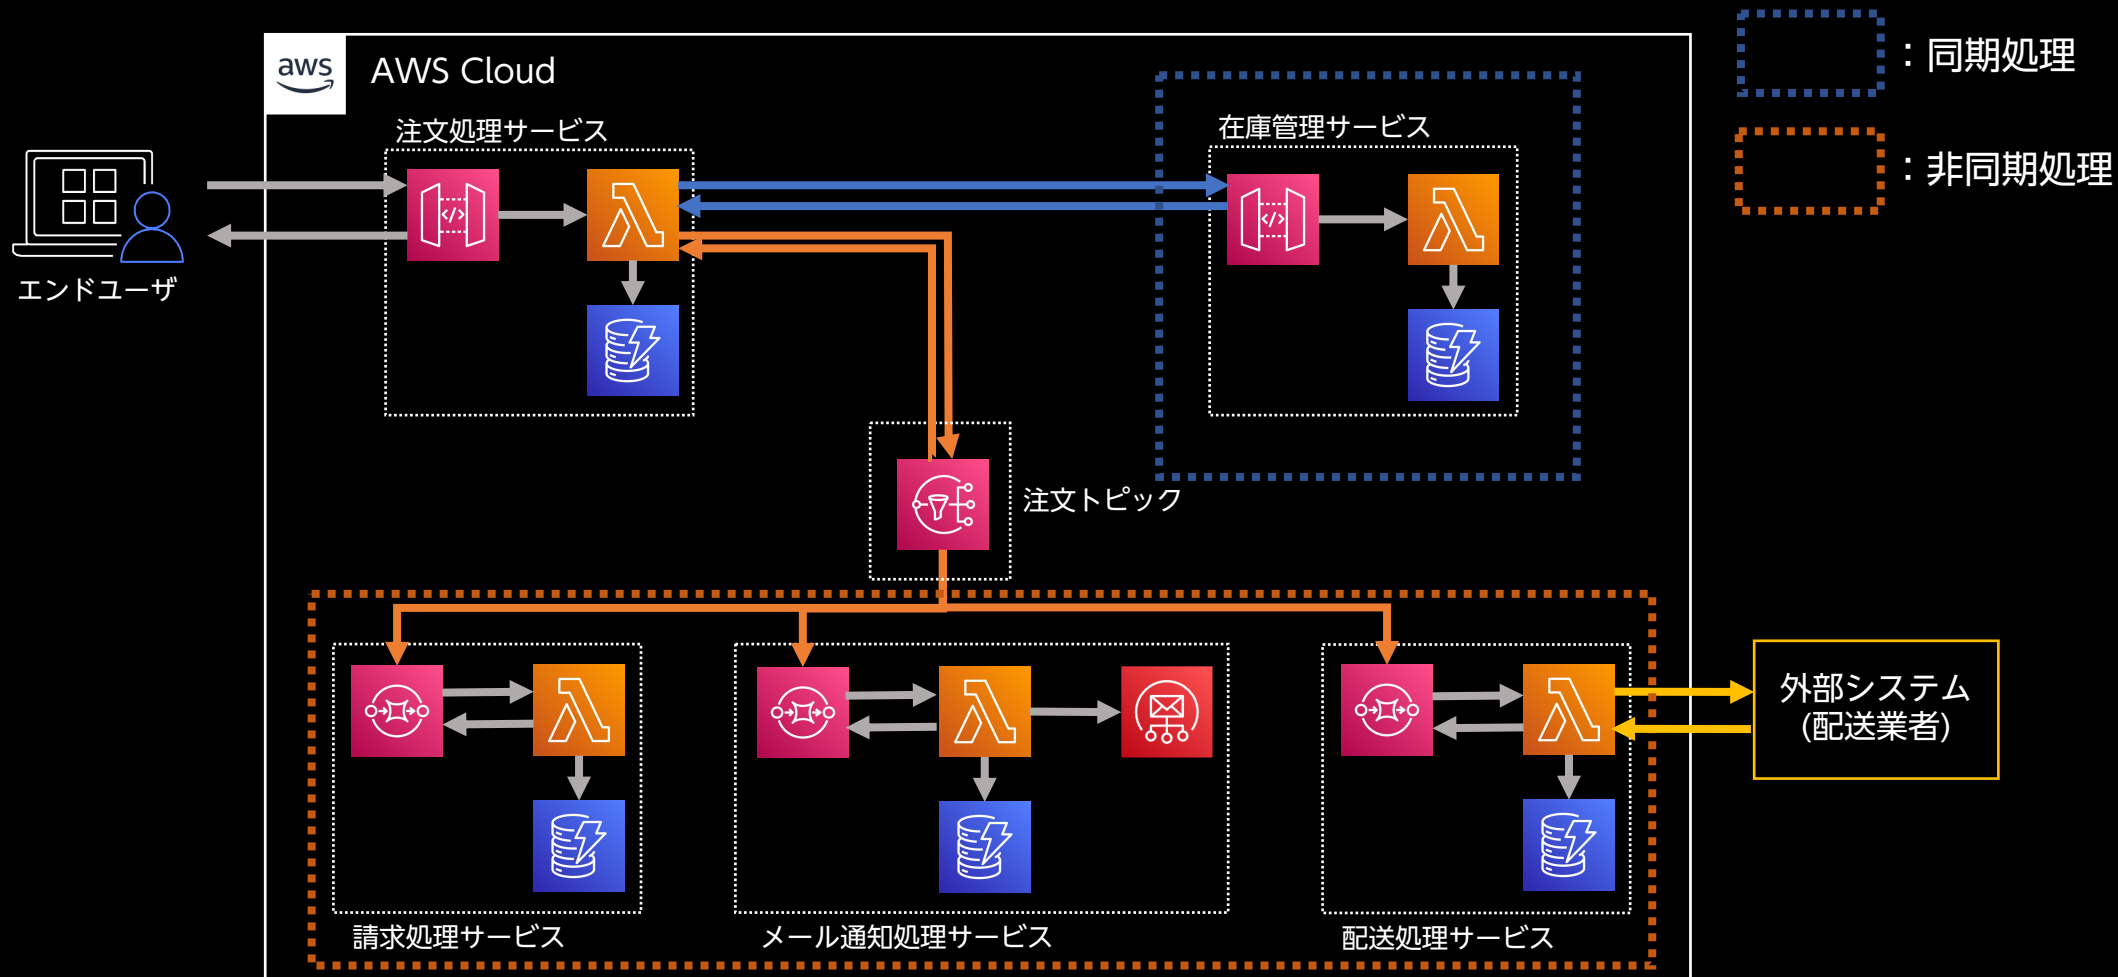 aws
AWS Cloud
：同期処理
：非同期処理
注文処理サービス
在庫管理サービス
エンドユーザ
注文トピック
外部システム
(配送業者)
請求処理サービス
メール通知処理サービス
配送処理サービス